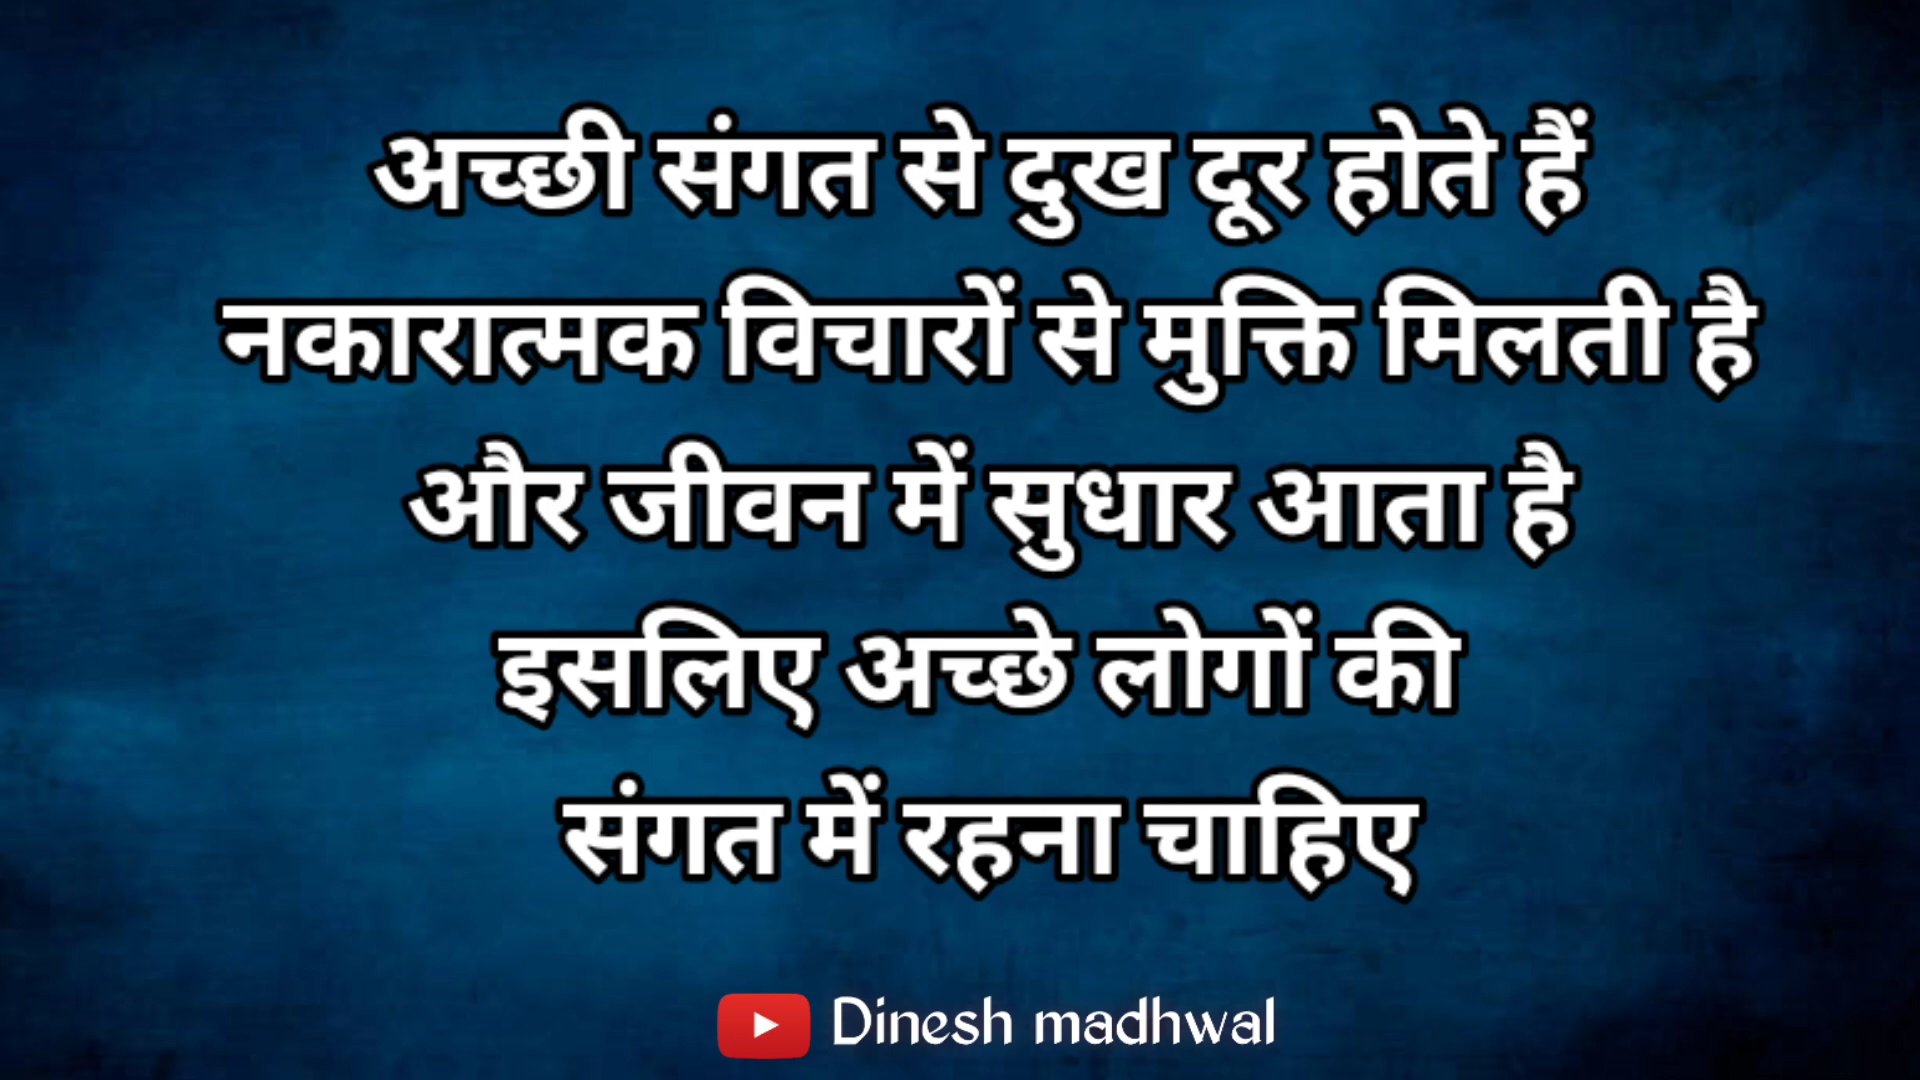 अच्छी संगत से दुख दूर होते हैं
नकारात्मक विचारों से मुक्ति मिलती है
और जीवन में सुधार आता है
इसलिए अच्छे लोगों की
संगत में रहना चाहिए
Dinesh madhwal